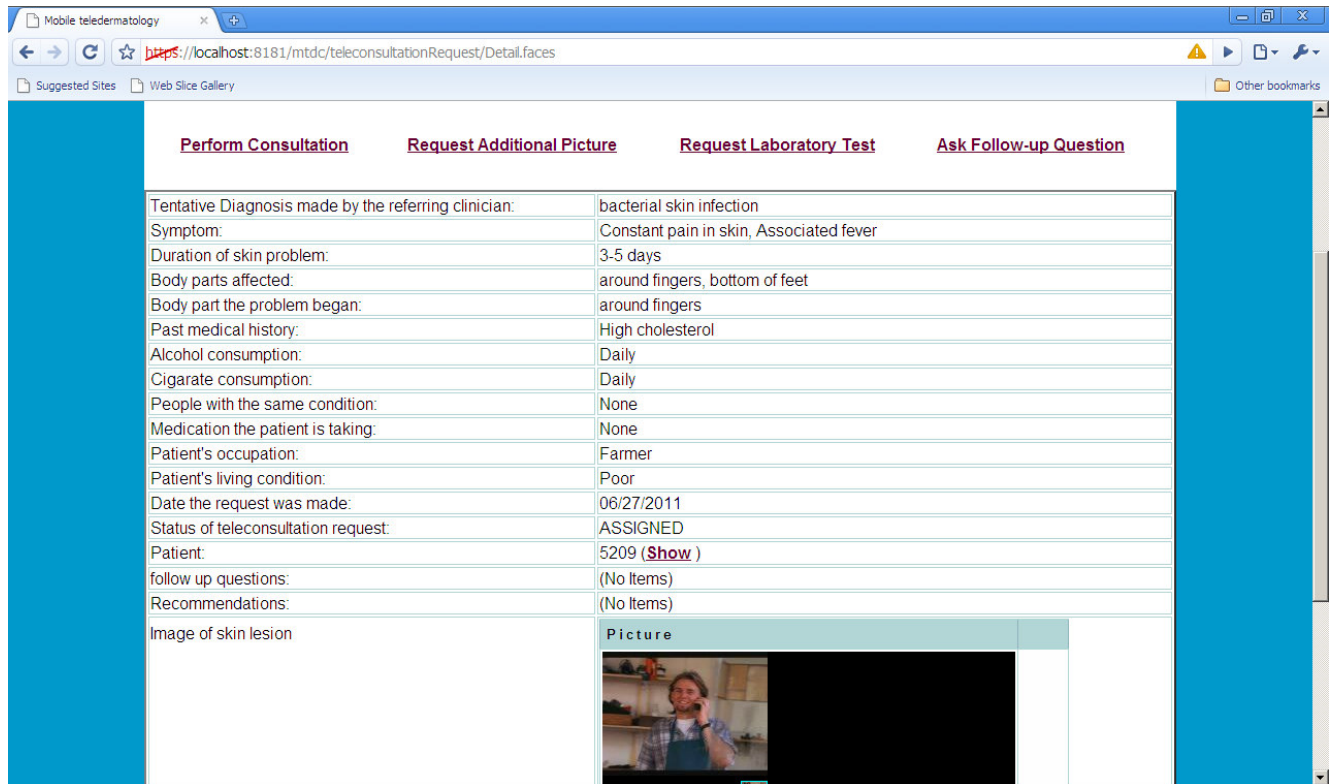 Mobile teledermatology
https://localhost:8181/mtdc/teleconsultationRequest/Detail.faces
Suggested Sites Web Slice Gallery Other bookmarks
Perform Consultation Request Additional Picture Request Laboratory Test Ask Follow-up Question
Tentative Diagnosis made by the referring clinician: bacterial skin infection
Symptom: Constant pain in skin, Associated fever
Duration of skin problem: 3-5 days
Body parts affected: around fingers, bottom of feet
Body part the problem began: around fingers
Past medical history: High cholesterol
Alcohol consumption: Daily
Cigarate consumption: Daily
People with the same condition: None
Medication the patient is taking: None
Patient's occupation: Farmer
Patient's living condition: Poor
Date the request was made: 06/27/2011
Status of teleconsultation request: ASSIGNED
Patient: 5209 (Show )
follow up questions: (No Items)
Recommendations: (No Items)
Image of skin lesion Picture